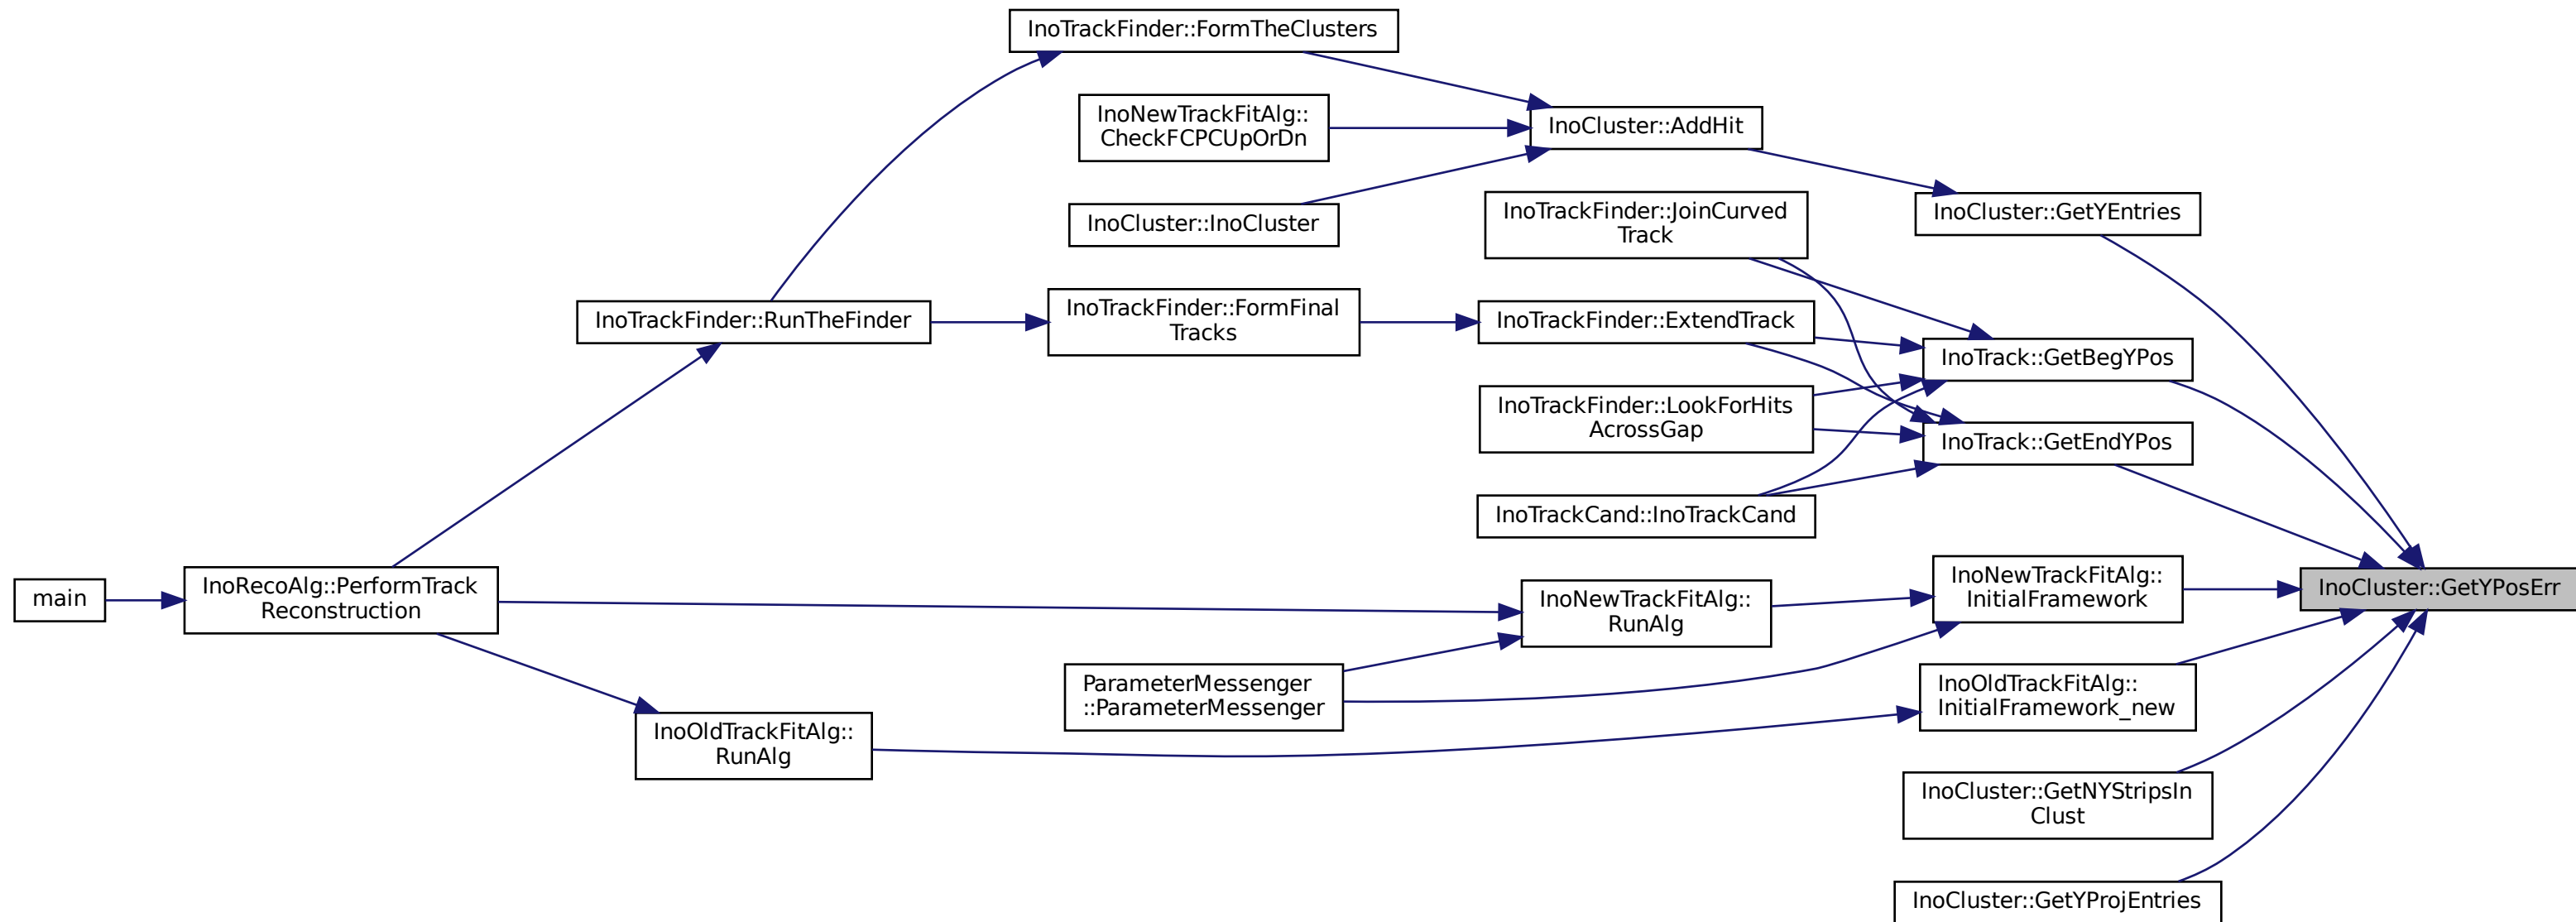 InoTrackFinder::FormTheClusters
InoNewTrackFitAlg::
CheckFCPCUpOrDn
InoCluster::AddHit
InoCluster::InoCluster
InoTrackFinder::JoinCurved
Track
InoCluster::GetYEntries
InoTrackFinder::RunTheFinder
InoTrackFinder::FormFinal
Tracks
InoTrackFinder::ExtendTrack
InoTrack::GetBegYPos
InoTrackFinder::LookForHits
AcrossGap
InoTrack::GetEndYPos
InoTrackCand::InoTrackCand
main
InoRecoAlg::PerformTrack
Reconstruction
InoNewTrackFitAlg::
RunAlg
InoNewTrackFitAlg::
InitialFramework
InoCluster::GetYPosErr
ParameterMessenger
::ParameterMessenger
InoOldTrackFitAlg::
RunAlg
InoOldTrackFitAlg::
InitialFramework_new
InoCluster::GetNYStripsIn
Clust
InoCluster::GetYProjEntries